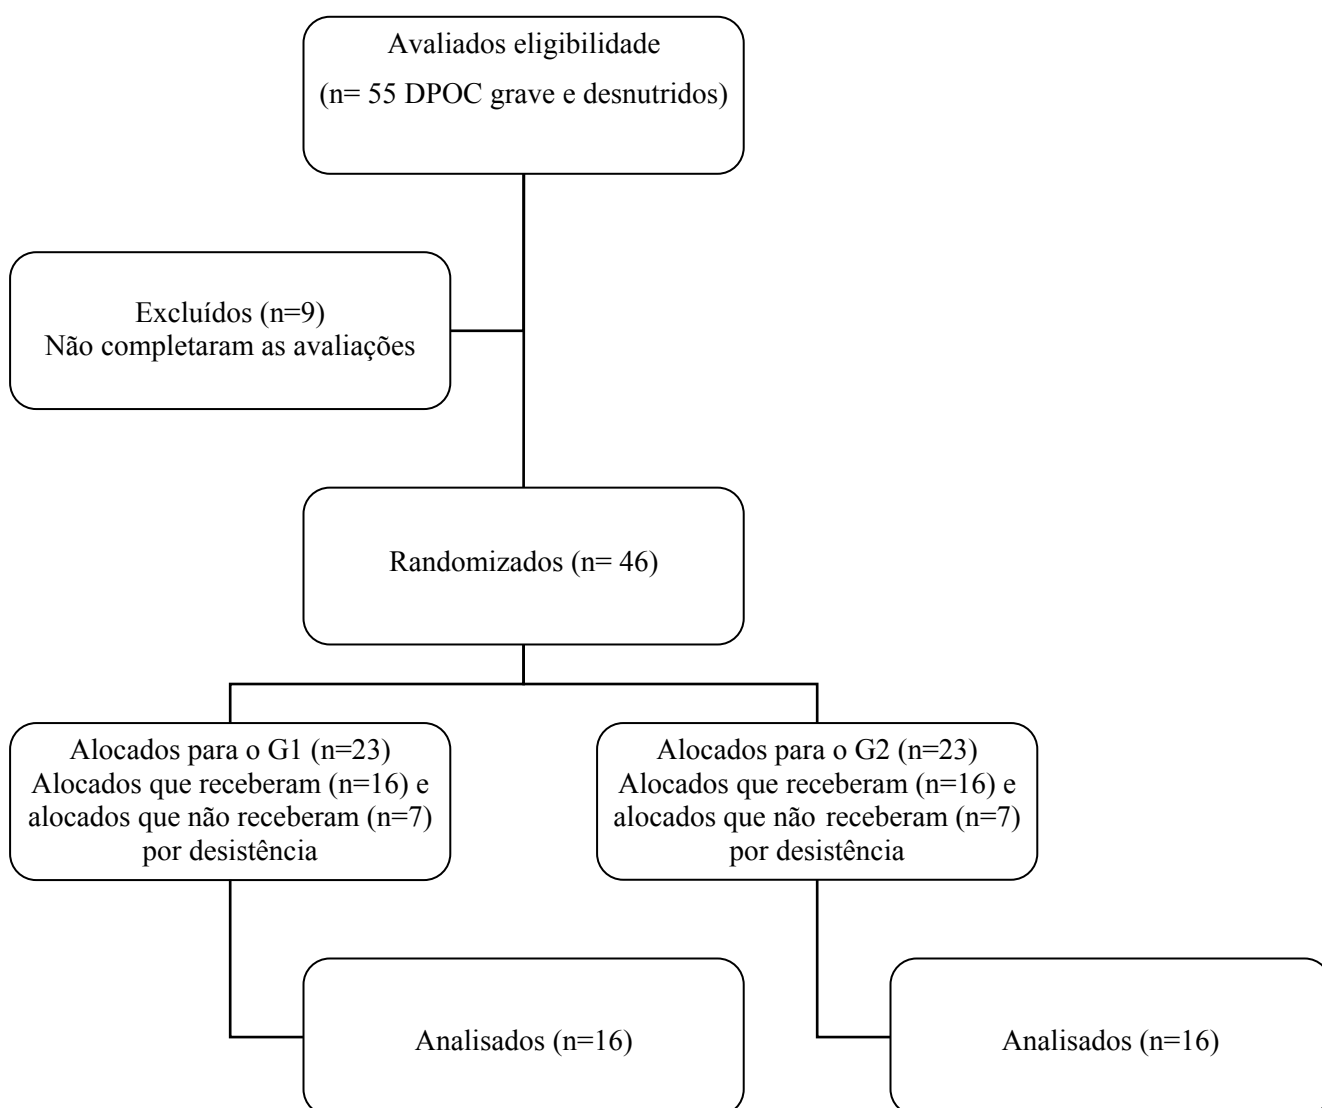 Avaliados eligibilidade
(n= 55 DPOC grave e desnutridos)
Excluídos (n=9)
Não completaram as avaliações
Randomizados (n= 46)
Alocados para o G1 (n=23)
Alocados que receberam (n=16) e
alocados que não receberam (n=7)
por desistência
Alocados para o G2 (n=23)
Alocados que receberam (n=16) e
alocados que não receberam (n=7)
por desistência
Analisados (n=16)
Analisados (n=16)